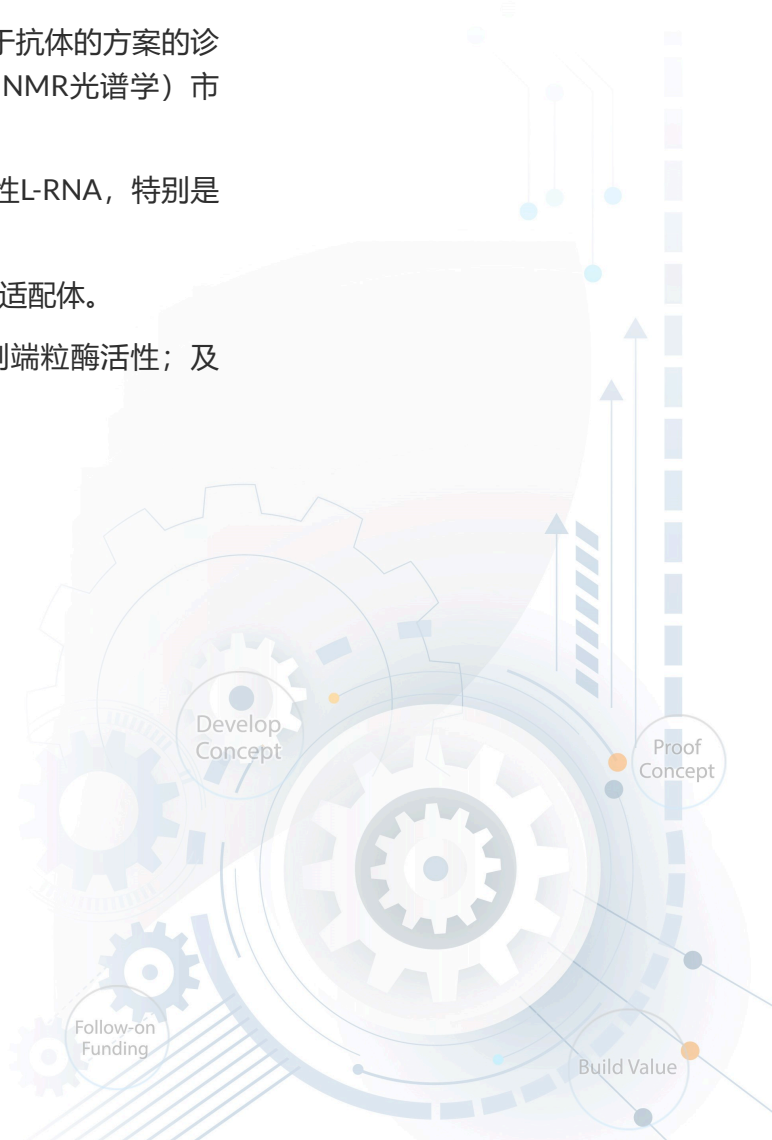 于抗体的方案的诊
NMR光谱学）市
性L-RNA，特别是
适配体。
端粒酶活性；及
Develop
Concept
Proof
Concept
Follow-on
Funding
Build Value